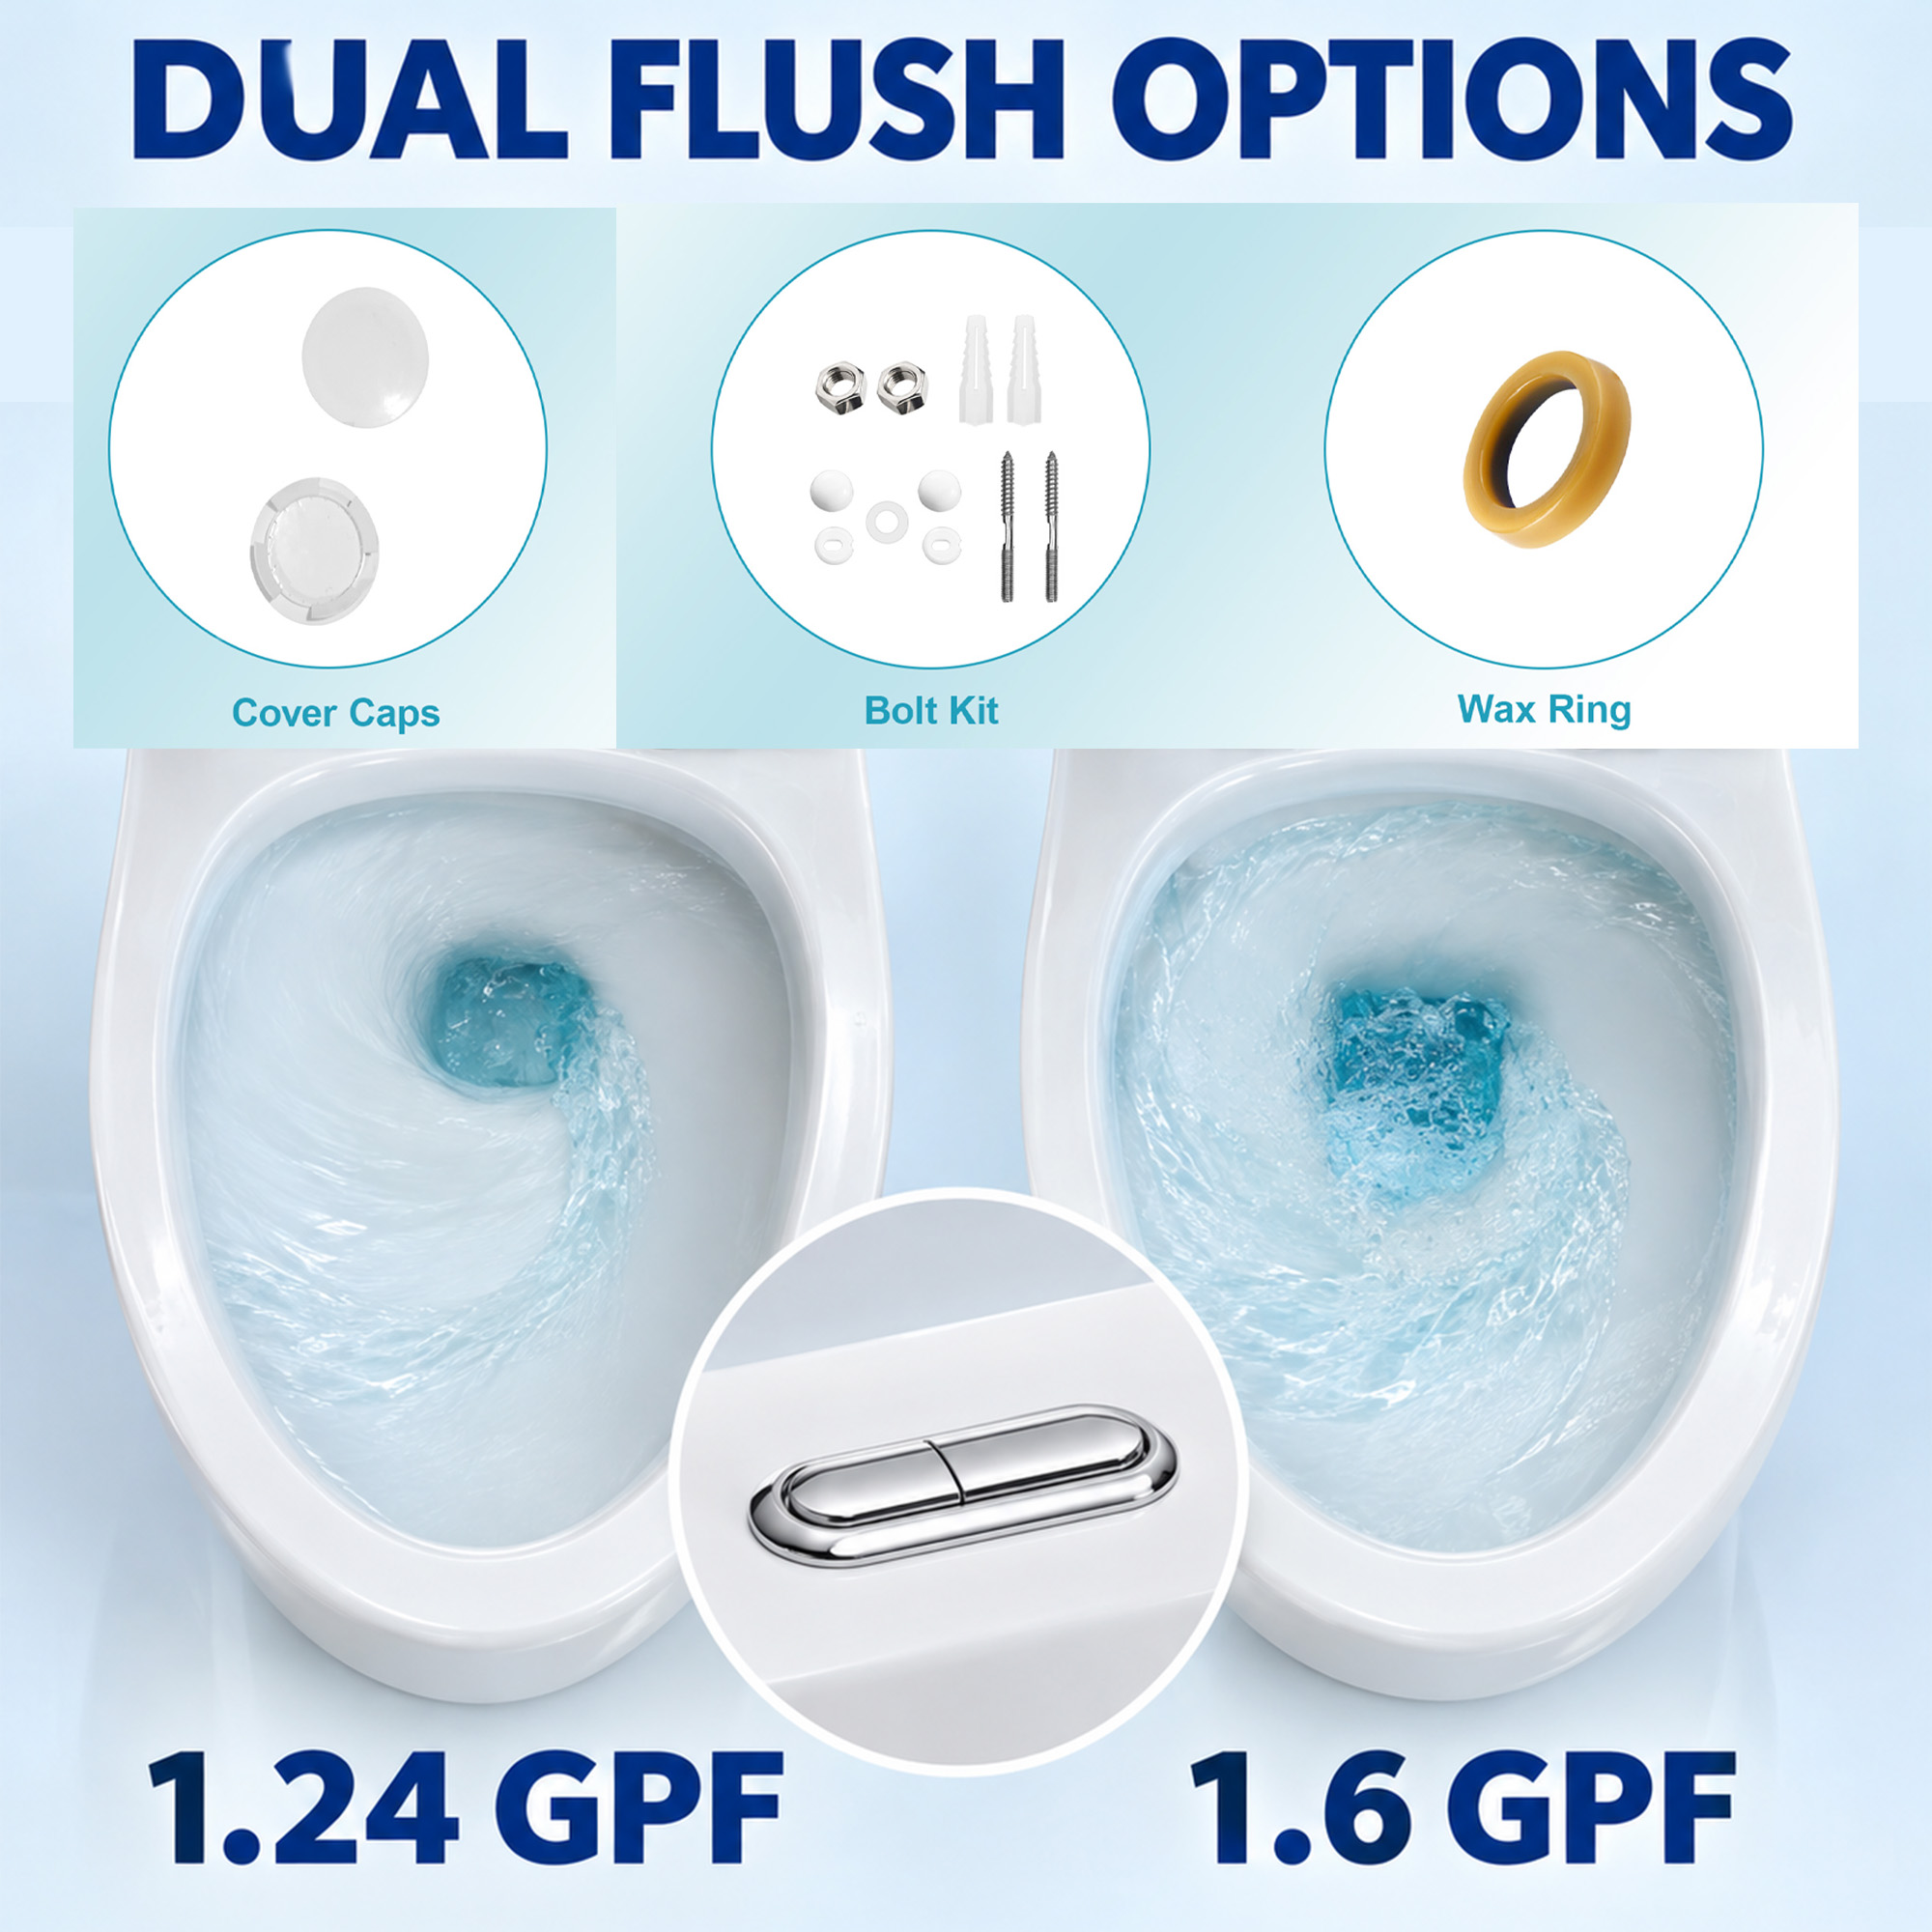 DUAL FLUSH OPTIONS
Cover Caps
Bolt Kit
Wax Ring
1.24 GPF
1.6 GPF